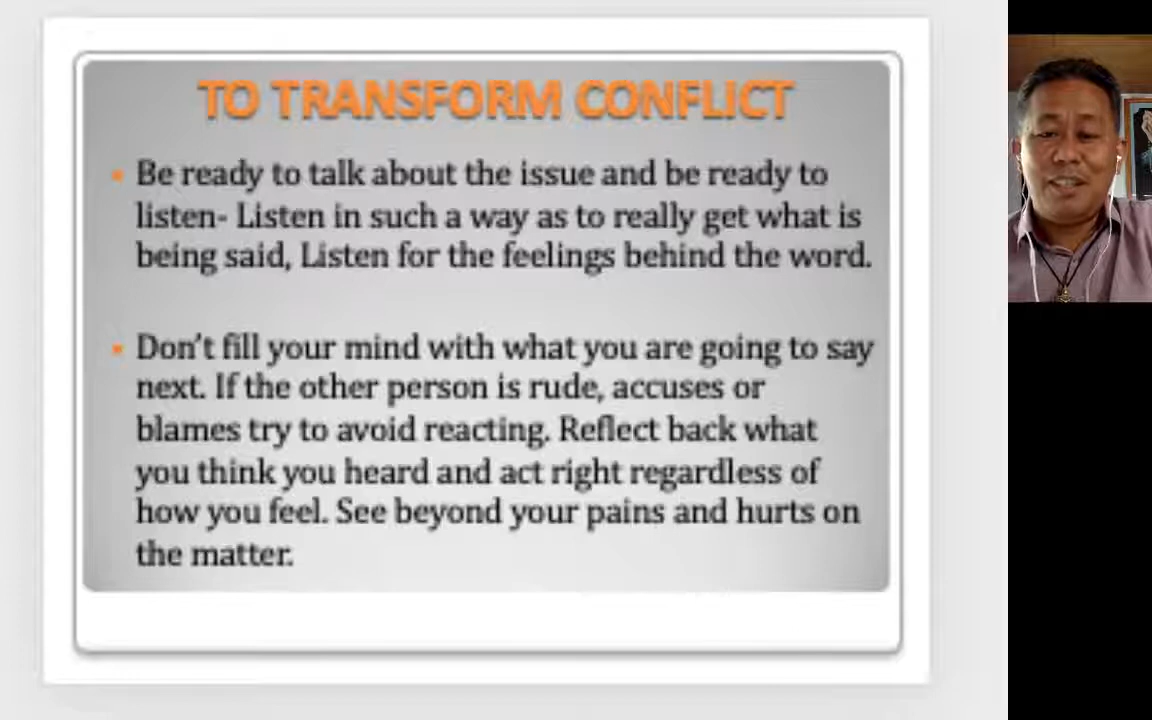 TO TRANSFORM CONFLICT
Be ready to talk about the issue and be ready to
listen- Listen in such a way as to really get what is
being said, Listen for the feelings behind the word.
Don't fill your mind with what you are going to say
next. If the other person is rude, accuses or
blames try to avoid reacting. Reflect back what
you think you heard and act right regardless of
how you feel. See beyond your pains and hurts on
the matter.